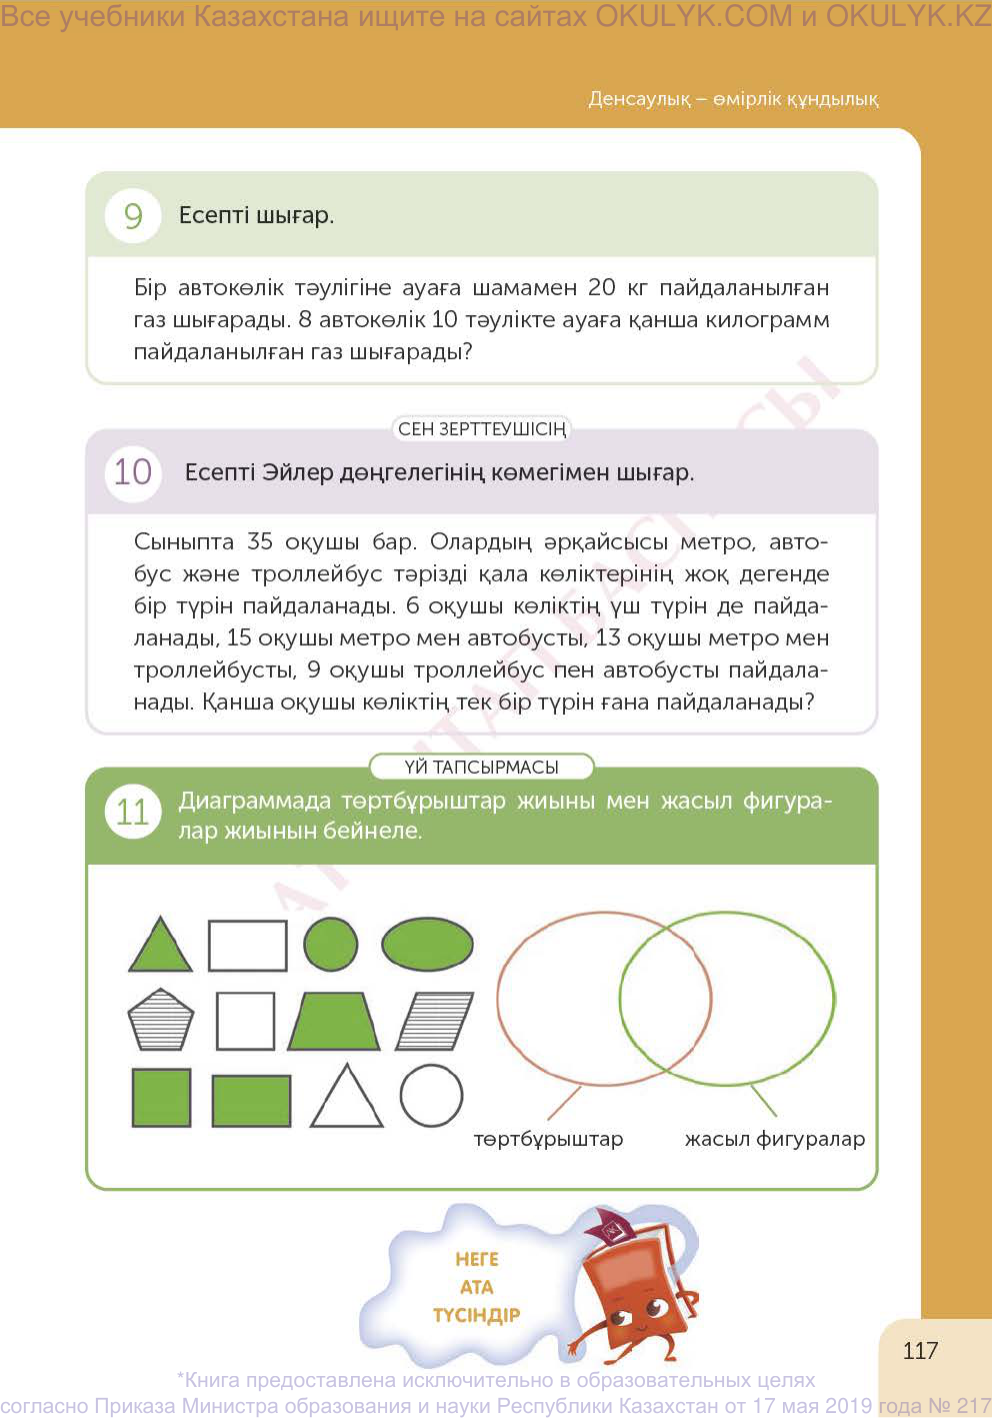 Все учебники Казахстана ищите на сайтах OKULYK.COM и OKULYK.KZ
Денсаулық – өмірлік құндылық
9 Есепті шығар.
Бір автокөлік тәулігіне ауаға шамамен 20 кг пайдаланылған
газ шығарады. 8 автокөлік 10 тәулікте ауаға қанша килограмм
пайдаланылған газ шығарады?
СЕН ЗЕРТТЕУШІСІҢ
10 Есепті Эйлер дөңгелегінің көмегімен шығар.
Сыныпта 35 оқушы бар. Олардың әрқайсысы метро, авто-
бус және троллейбус тәрізді қала көліктерінің жоқ дегенде
бір түрін пайдаланады. 6 оқушы көліктің үш түрін де пайда-
ланады, 15 оқушы метро мен автобусты, 13 оқушы метро мен
троллейбусты, 9 оқушы троллейбус пен автобусты пайдала-
нады. Қанша оқушы көліктің тек бір түрін ғана пайдаланады?
ҮЙ ТАПСЫРМАСЫ
11 Диаграммада төртбұрыштар жиыны мен жасыл фигура-
лар жиынын бейнеле.
төртбұрыштар жасыл фигуралар
НЕГЕ
АТА
ТҮСІНДІР
117
*Книга предоставлена исключительно в образовательных целях
согласно Приказа Министра образования и науки Республики Казахстан от 17 мая 2019 года № 217